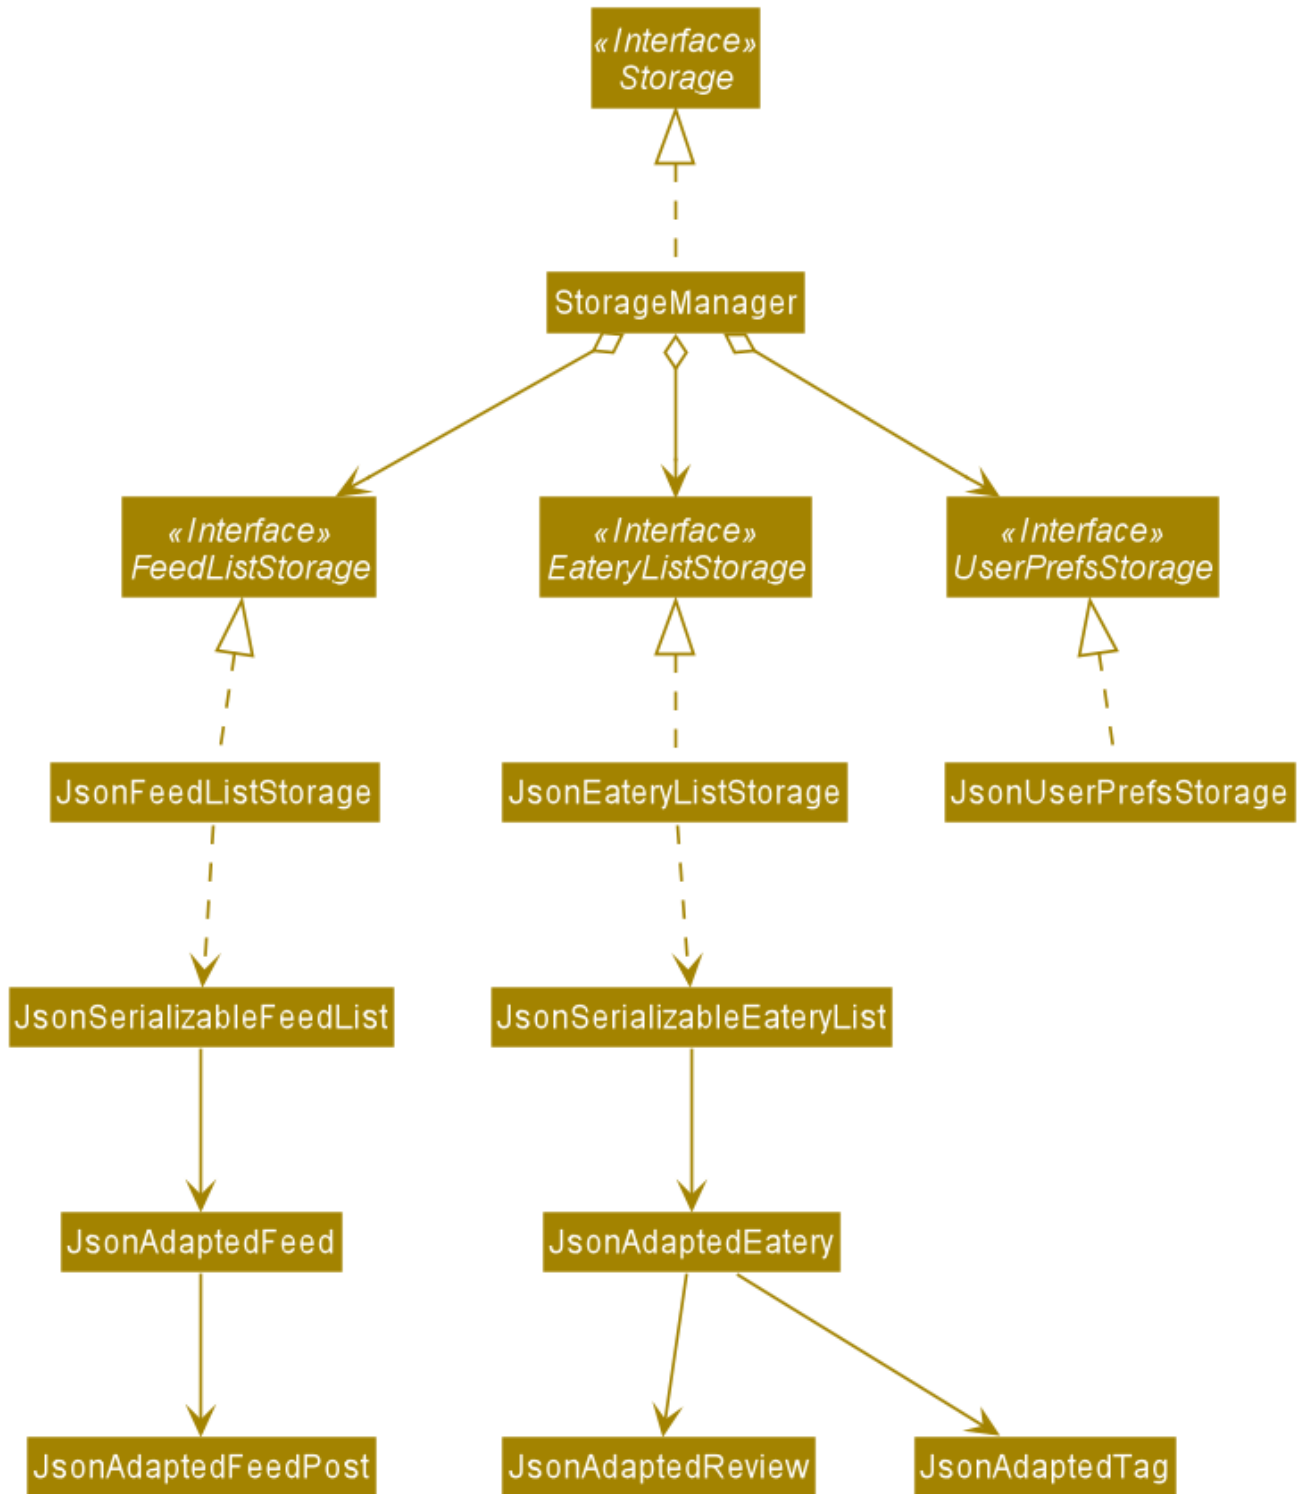 «Interface»
Storage
StorageManager
«Interface»
FeedListStorage
«Interface»
EateryListStorage
«Interface»
UserPrefsStorage
JsonFeedListStorage
JsonEateryListStorage
JsonUserPrefsStorage
JsonSerializableFeedList
JsonSerializableEateryList
JsonAdaptedFeed
JsonAdaptedEatery
JsonAdaptedFeedPost
JsonAdaptedReview
JsonAdaptedTag